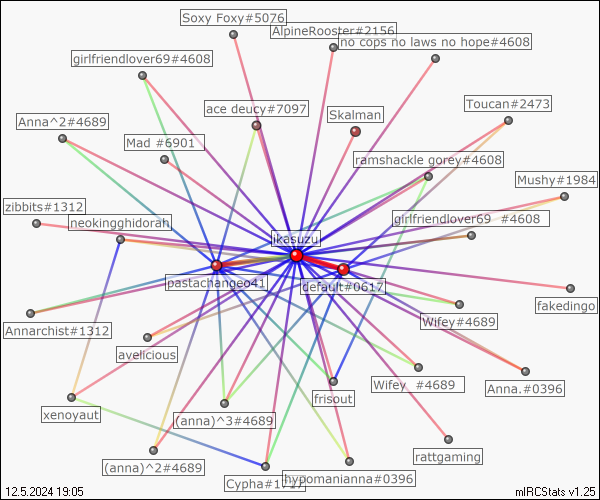 Soxy Foxy#5076
AlpineRooster#2156
no cops no laws no hope#4608
girlfriendlover69#4608
ace deucy#7097
Skalman
Toucan#2473
Anna^2#4689
Mad #6901
ramshackle gorey#4608
Mushy#1984
zibbits#1312
neokingghidorah
girlfriendlover69 #4608
ikasuzu
pastachangeo41
default#0617
fakedingo
Annarchist#1312
Wifey#4689
avelicious
Wifey #4689
Anna.#0396
xenoyaut
(anna)^3#4689
frisout
(anna)^2#4689
rattgaming
hypomanianna#0396
12.5.2024 19:05
mIRCStats v1.25